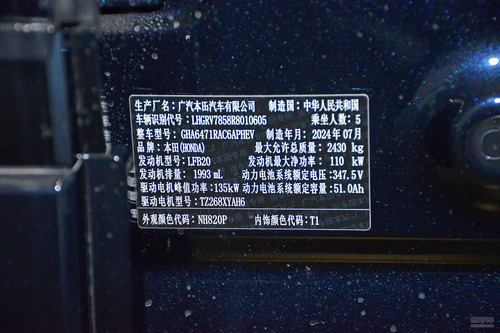 生产厂名：广汽本田汽车有限公司 制造国：中华人民共和国
车辆识别代号：LHGRV7858R8010605 乘坐人数：5
整车型号：GHA6471RAC6APHEV 制造年月：2024年07月
品牌：本田(HONDA) 最大允许总质量：2430 kg
发动机型号：LFB20 发动机最大净功率：110 kW
发动机排量：1993 mL 动力电池系统额定电压：347.5V
驱动电机峰值功率：135kW 动力电池系统额定容量：51.0Ah
驱动电机型号：TZ268XYAH6
外观颜色代码：NH820P 内饰颜色代码：T1